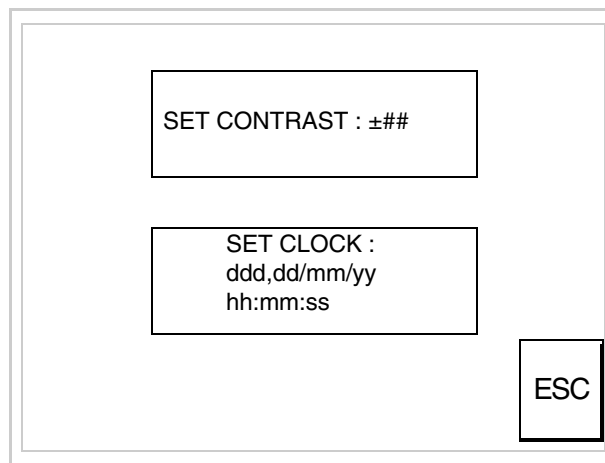 SET CONTRAST : ±##
SET CLOCK :
ddd,dd/mm/yy
hh:mm:ss
ESC